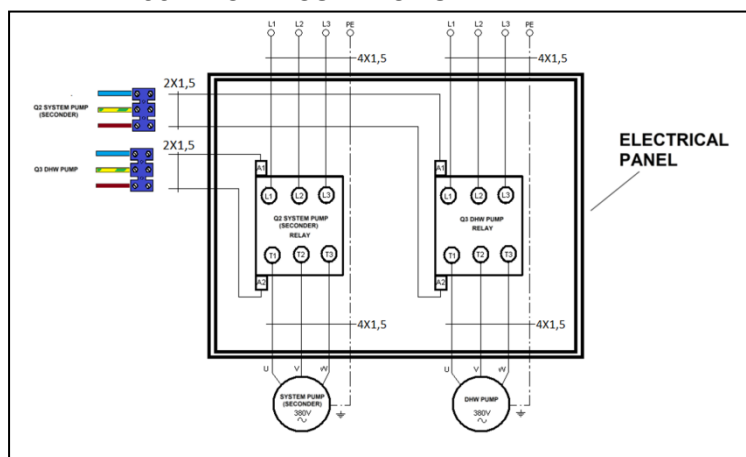 L1 L2 L3 PE
L1 L2 L3 PE
4X1,5
4X1,5
2X1,5
Q2 SYSTEM PUMP
(SECONDER)
2X1,5
Q3 DHW PUMP
ELECTRICAL
PANEL
A1
L1 L2 L3
Q2 SYSTEM PUMP
(SECONDER)
RELAY
T1 T2 T3
A2
A1
L1 L2 L3
Q3 DHW PUMP
RELAY
T1 T2 T3
A2
4X1,5
4X1,5
U V W
SYSTEM PUMP
(SECONDER)
380V
U V W
DHW PUMP
380V